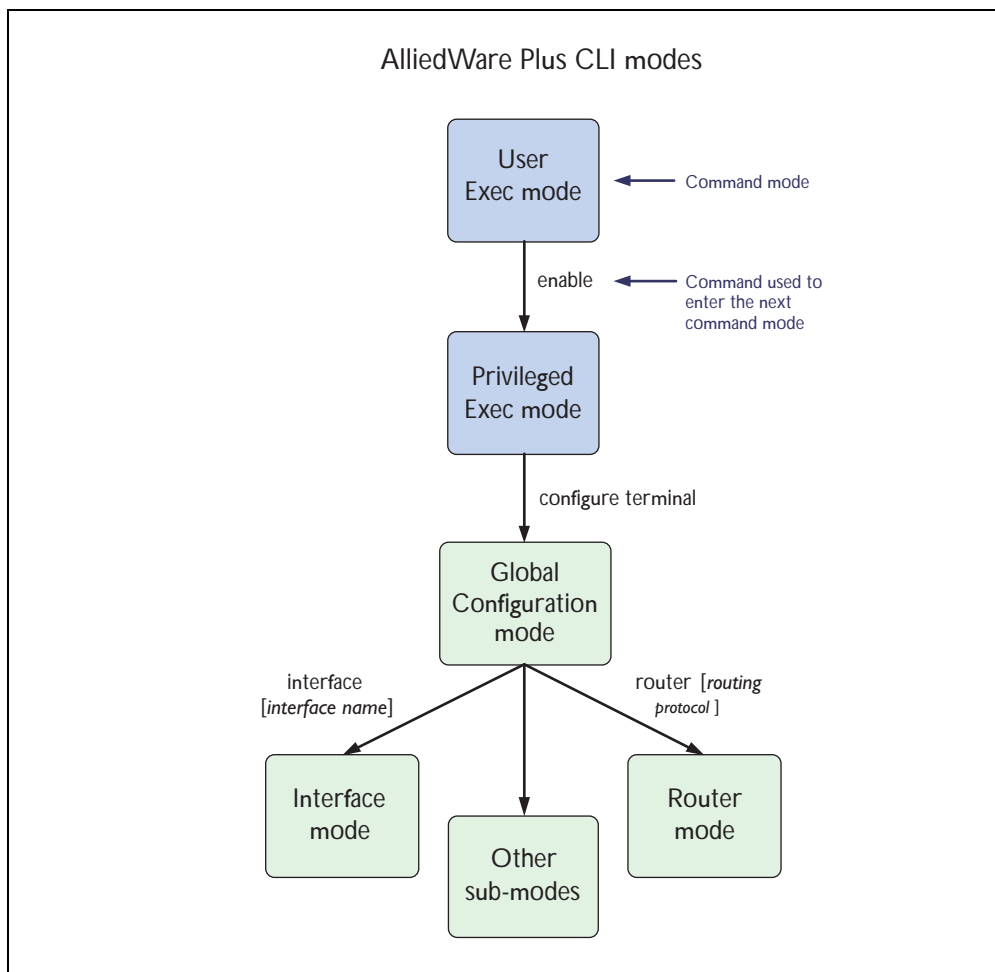 AlliedWare Plus CLI modes
User
Exec mode
Command mode
enable
Command used to
enter the next
command mode
Privileged
Exec mode
configure terminal
Global
Configuration
mode
interface
[interface name]
router [routing
protocol ]
Interface
mode
Other
sub-modes
Router
mode